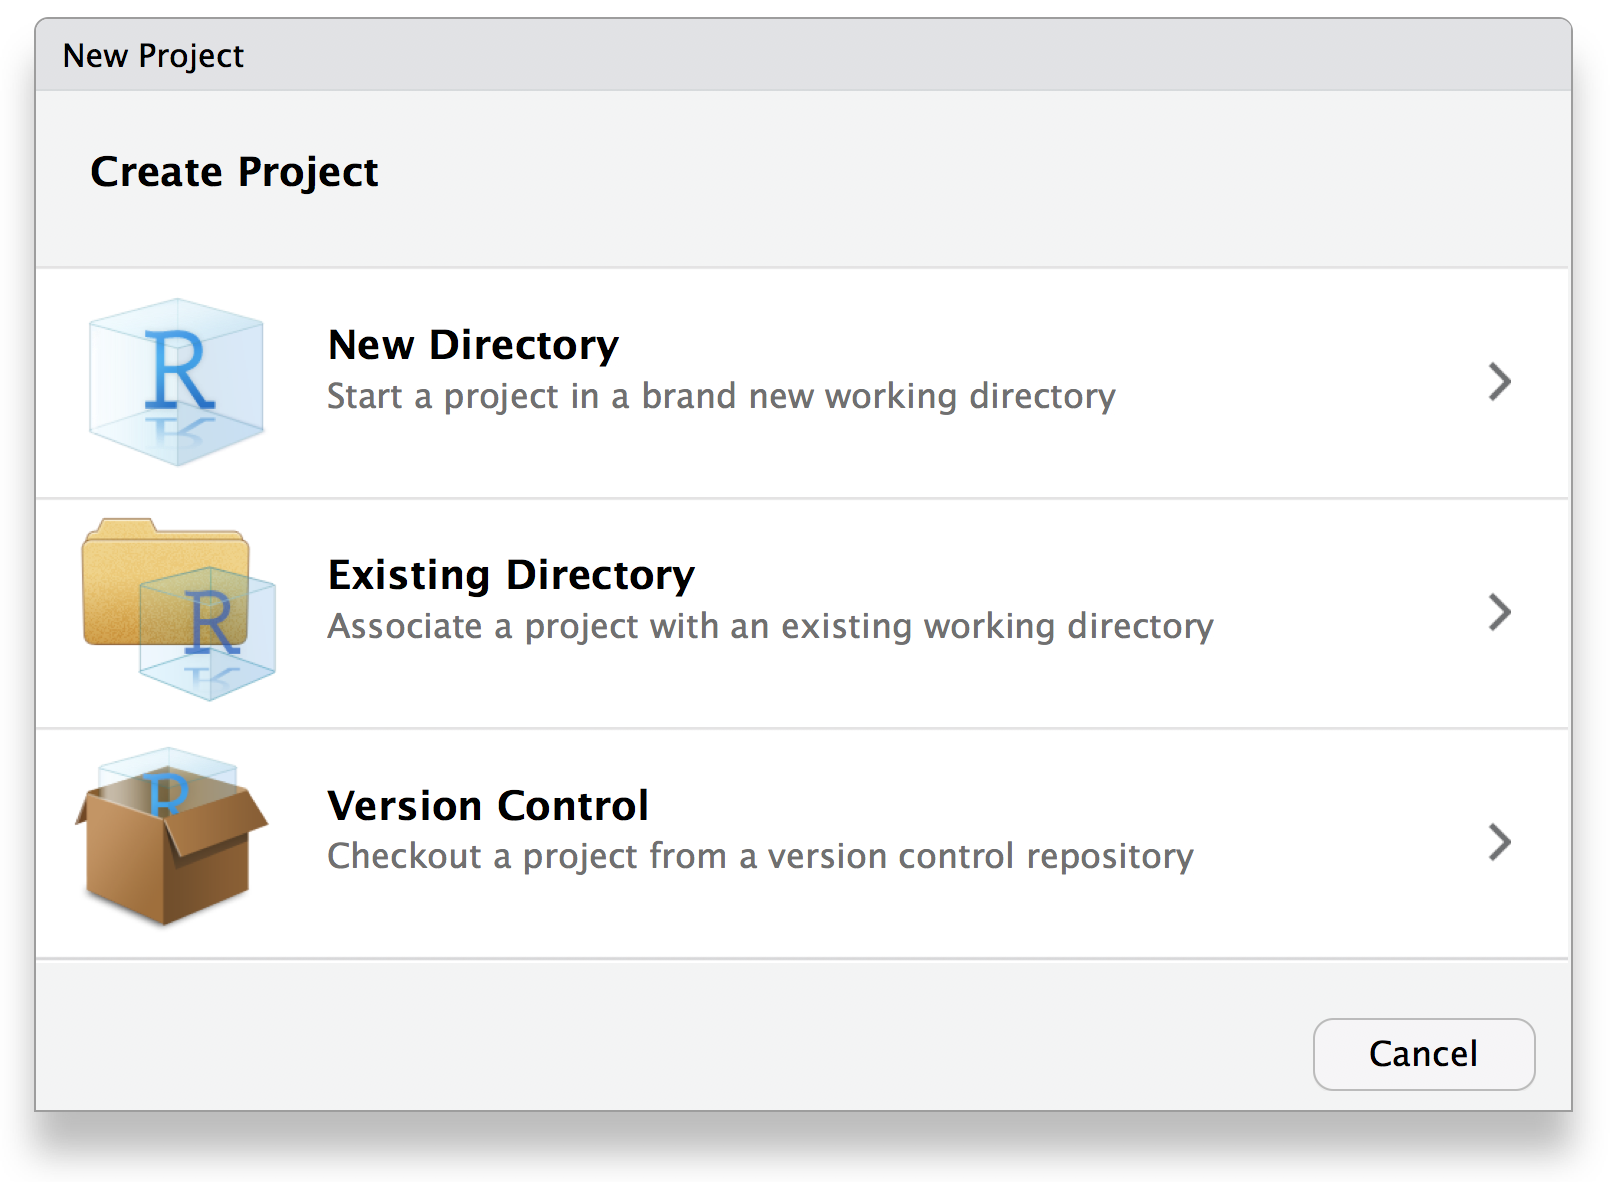 New Project
Create Project
R
New Directory
Start a project in a brand new working directory
R
Existing Directory
Associate a project with an existing working directory
R
Version Control
Checkout a project from a version control repository
Cancel